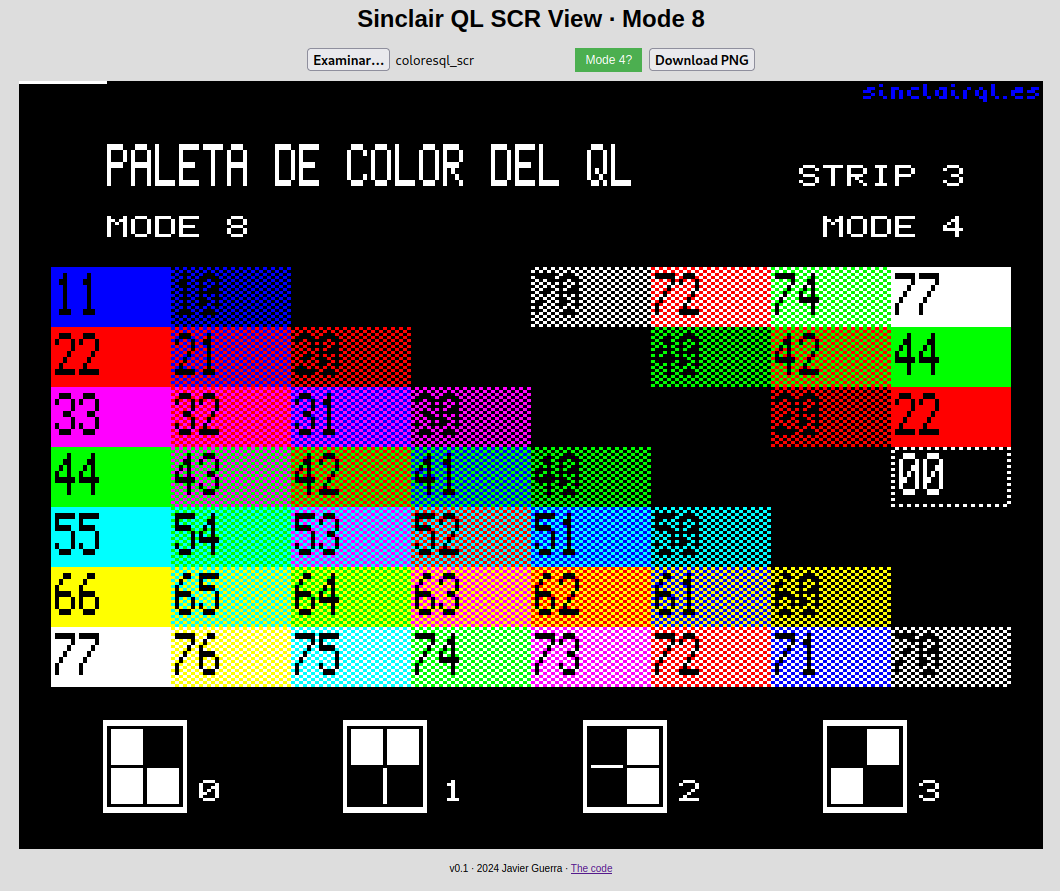 Sinclair QL SCR View · Mode 8
Examinar... coloresql_scr Mode 4? Download PNG
sinclairql.es
PALETA DE COLOR DEL QL
STRIP 3
MODE 8 MODE 4
11 10 70 72 74 77
22 21 20 40 42 44
33 32 31 30 20 22
44 43 42 41 40 00
55 54 53 52 51 50
66 65 64 63 62 61 60
77 76 75 74 73 72 71 70
0 1 2 3
v0.1 · 2024 Javier Guerra · The code